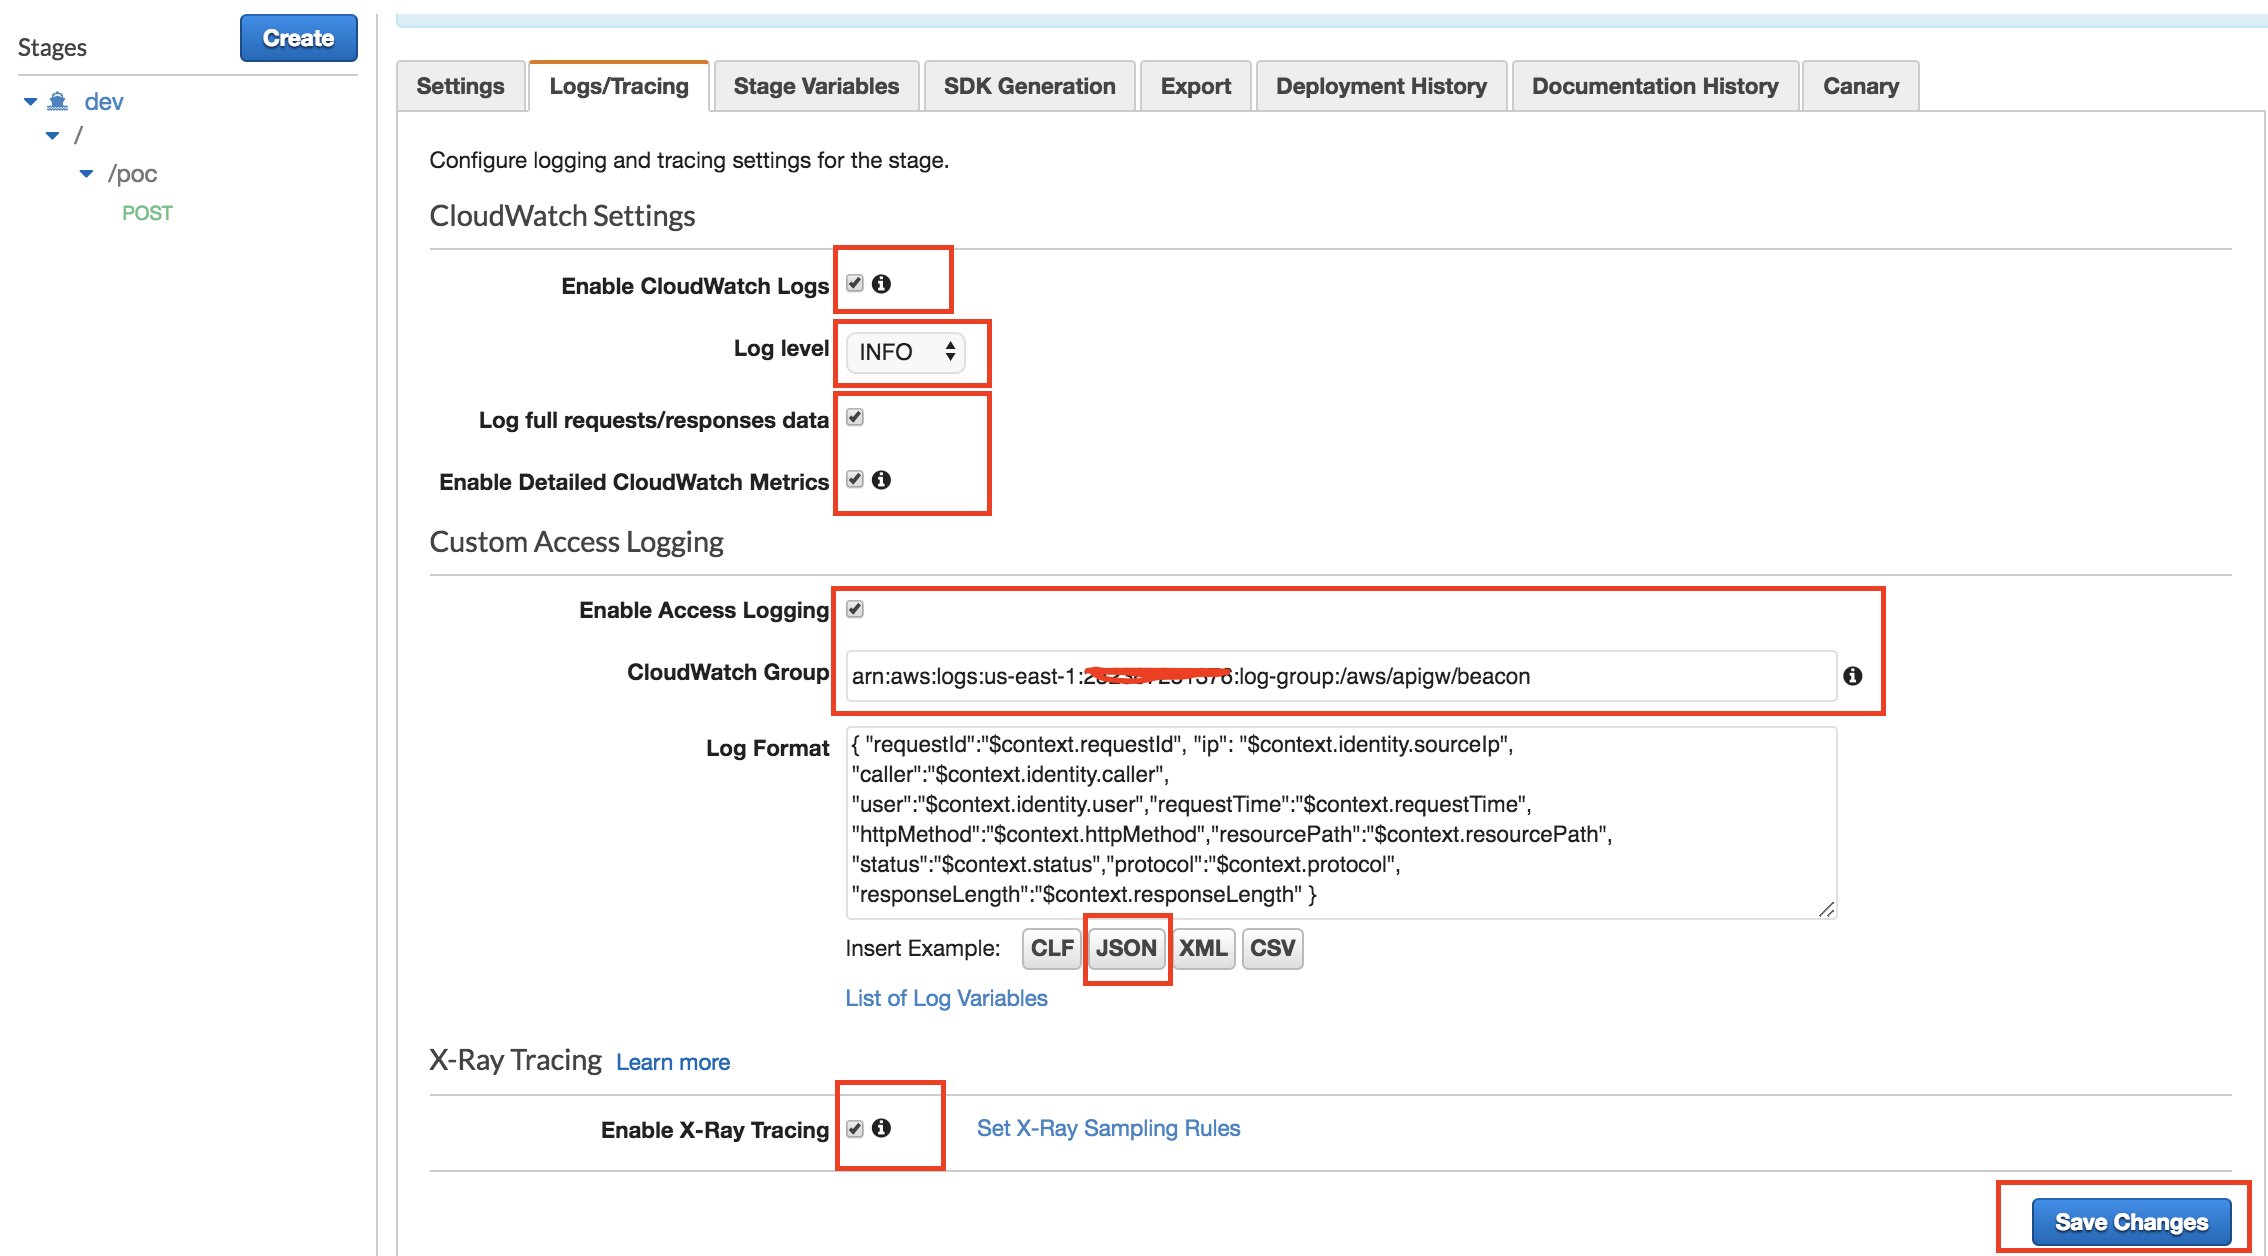 Stages
Create
dev
/
/poc
POST
Settings
Logs/Tracing
Stage Variables
SDK Generation
Export
Deployment History
Documentation History
Canary
Configure logging and tracing settings for the stage.
CloudWatch Settings
Enable CloudWatch Logs
Log level
INFO
Log full requests/responses data
Enable Detailed CloudWatch Metrics
Custom Access Logging
Enable Access Logging
CloudWatch Group
arn:aws:logs:us-east-1: :log-group:/aws/apigw/beacon
Log Format
{ "requestId":"$context.requestId", "ip": "$context.identity.sourceIp",
"caller":"$context.identity.caller",
"user":"$context.identity.user","requestTime":"$context.requestTime",
"httpMethod":"$context.httpMethod","resourcePath":"$context.resourcePath",
"status":"$context.status","protocol":"$context.protocol",
"responseLength":"$context.responseLength" }
Insert Example:
CLF
JSON
XML
CSV
List of Log Variables
X-Ray Tracing
Learn more
Enable X-Ray Tracing
Set X-Ray Sampling Rules
Save Changes